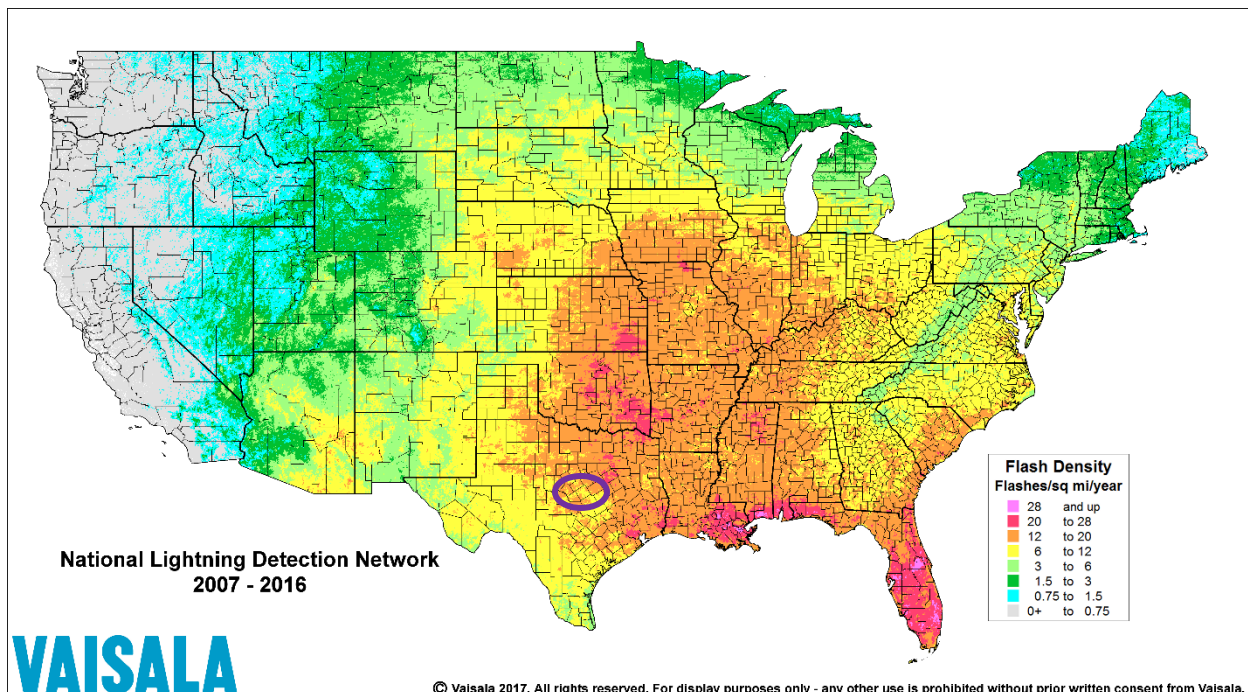 Flash Density
Flashes/sq mi/year
28 and up
20 to 28
12 to 20
6 to 12
3 to 6
1.5 to 3
0.75 to 1.5
0+ to 0.75
National Lightning Detection Network
2007 - 2016
VAISALA
© Vaisala 2017. All rights reserved. For display purposes only - any other use is prohibited without prior written consent from Vaisala.